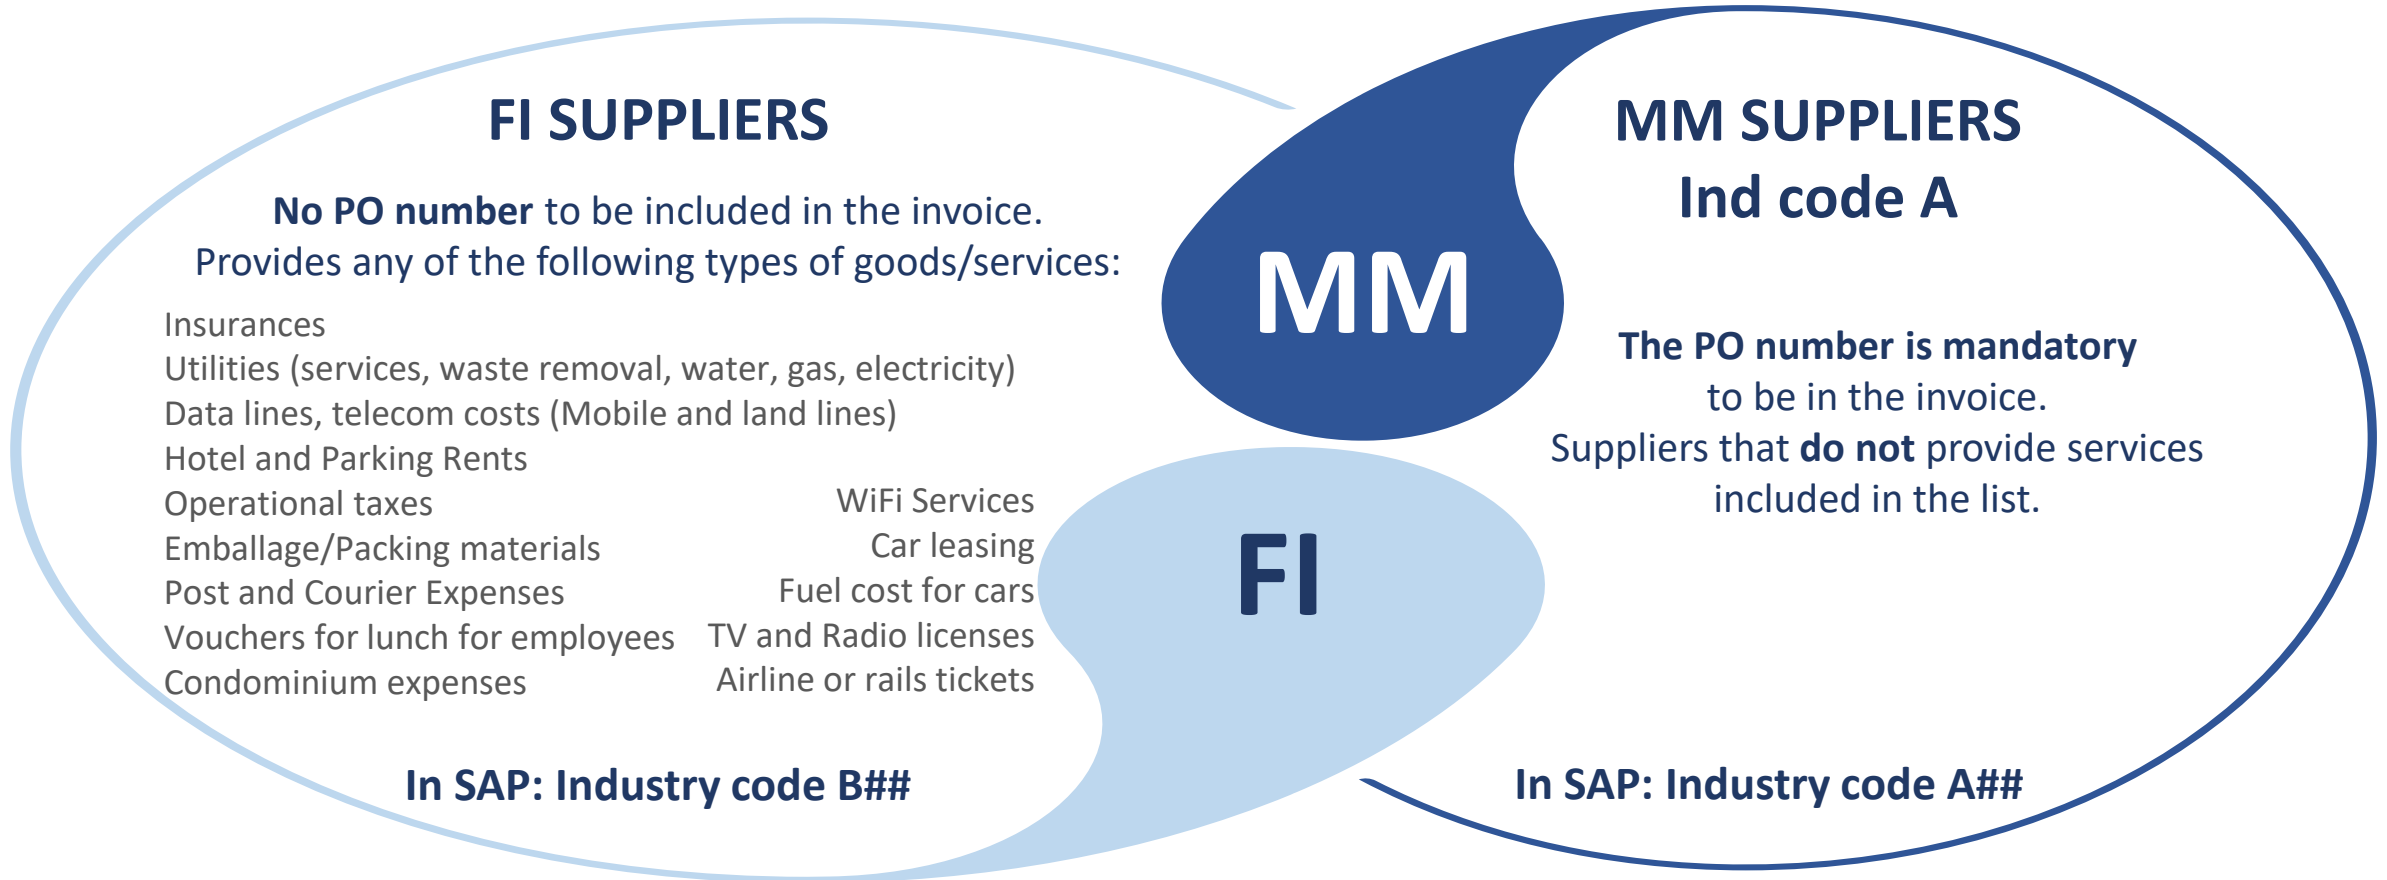 FI SUPPLIERS
No PO number to be included in the invoice.
Provides any of the following types of goods/services:
Insurances
Utilities (services, waste removal, water, gas, electricity)
Data lines, telecom costs (Mobile and land lines)
Hotel and Parking Rents
Operational taxes
Emballage/Packing materials
Post and Courier Expenses
Vouchers for lunch for employees
Condominium expenses
WiFi Services
Car leasing
Fuel cost for cars
TV and Radio licenses
Airline or rails tickets
In SAP: Industry code B##
MM
FI
MM SUPPLIERS
Ind code A
The PO number is mandatory
to be in the invoice.
Suppliers that do not provide services
included in the list.
In SAP: Industry code A##